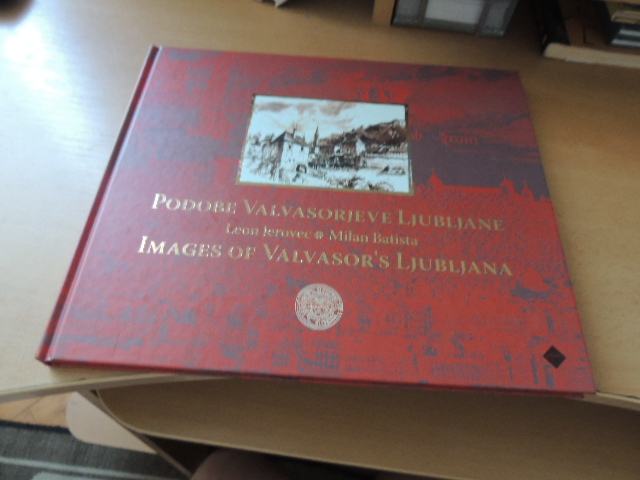 PODOBE VALVASORJEVE LJUBLJANE
Leon Jerovec Milan Batista
IMAGES OF VALVASOR'S LJUBLJANA